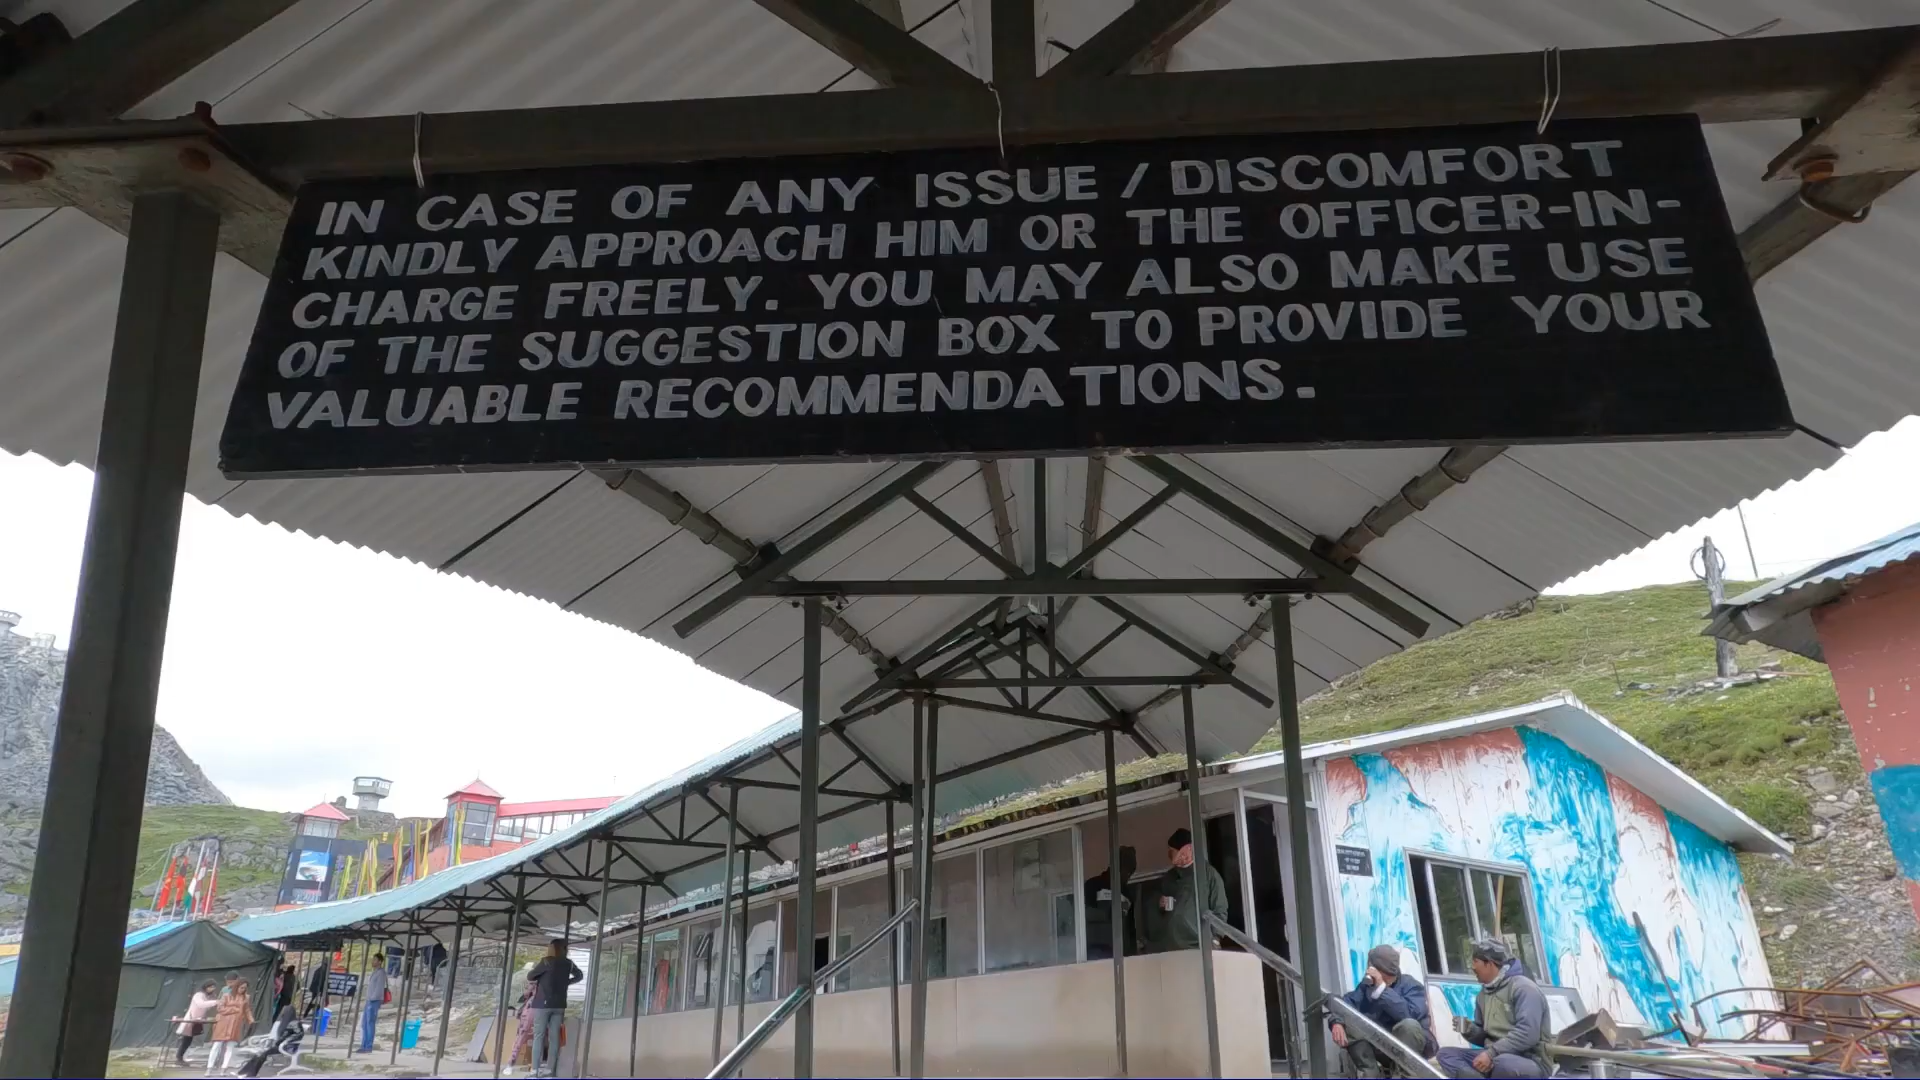 IN CASE OF ANY ISSUE / DISCOMFORT
KINDLY APPROACH HIM OR THE OFFICER-IN-
CHARGE FREELY. YOU MAY ALSO MAKE USE
OF THE SUGGESTION BOX TO PROVIDE YOUR
VALUABLE RECOMMENDATIONS.